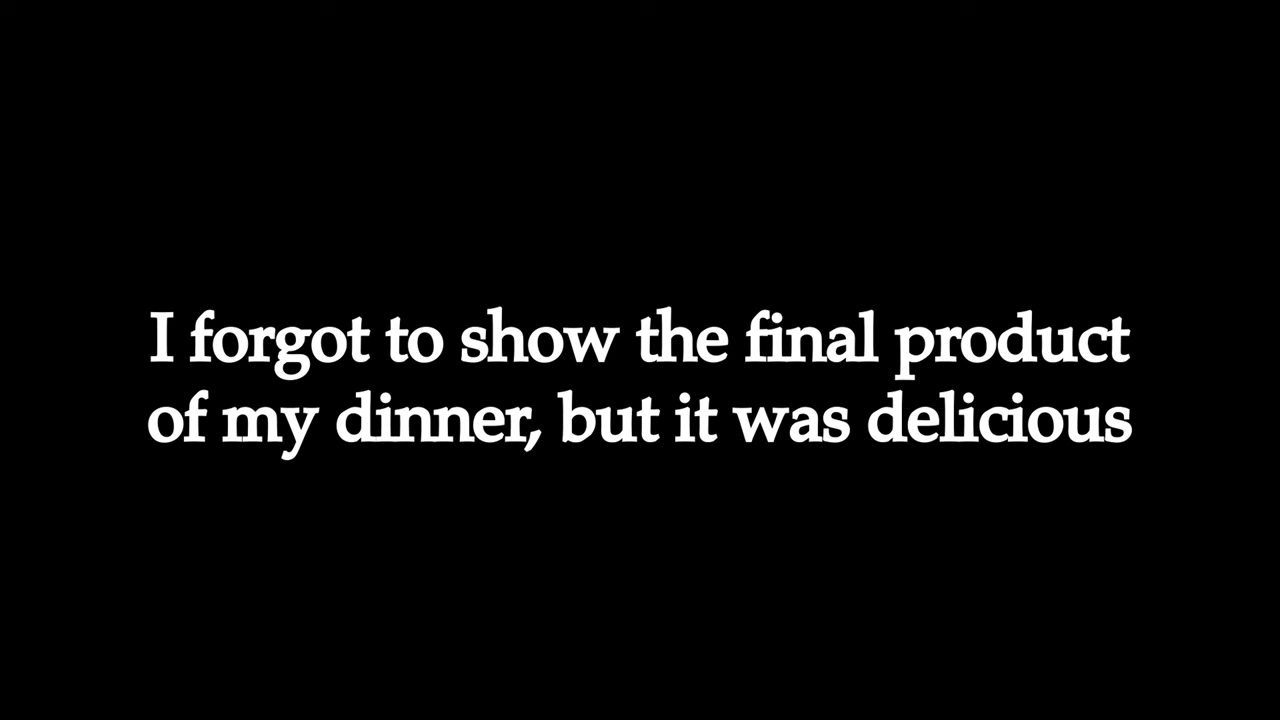 I forgot to show the final product
of my dinner, but it was delicious